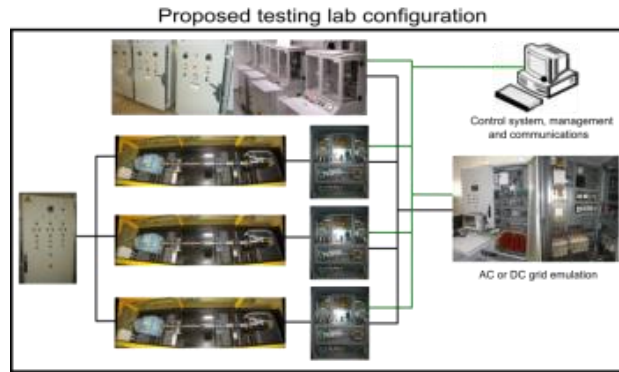 Proposed testing lab configuration
Control system, management
and communications
AC or DC grid emulation